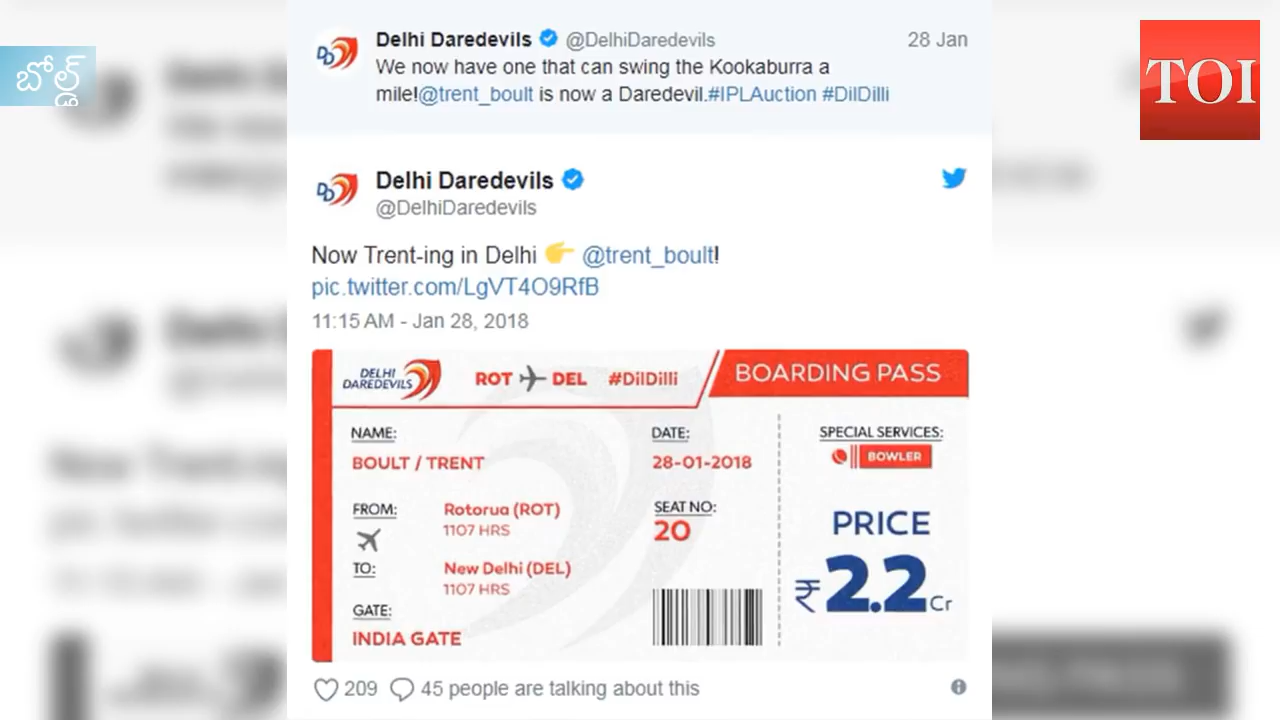 Delhi Daredevils @DelhiDaredevils 28 Jan
We now have one that can swing the Kookaburra a
mile!@trent_boult is now a Daredevil.#IPLAuction #DilDilli
బోల్డ్
TOI
Delhi Daredevils
@DelhiDaredevils
Now Trent-ing in Delhi 👉 @trent_boult!
pic.twitter.com/LgVT4O9RfB
11:15 AM - Jan 28, 2018
DELHI DAREDEVILS ROT DEL #DilDilli BOARDING PASS
NAME: DATE: SPECIAL SERVICES:
BOULT / TRENT 28-01-2018 BOWLER
FROM: Rotorua (ROT) SEAT NO:
1107 HRS 20 PRICE
TO: New Delhi (DEL) ₹2.2 Cr
1107 HRS
GATE:
INDIA GATE
209 45 people are talking about this